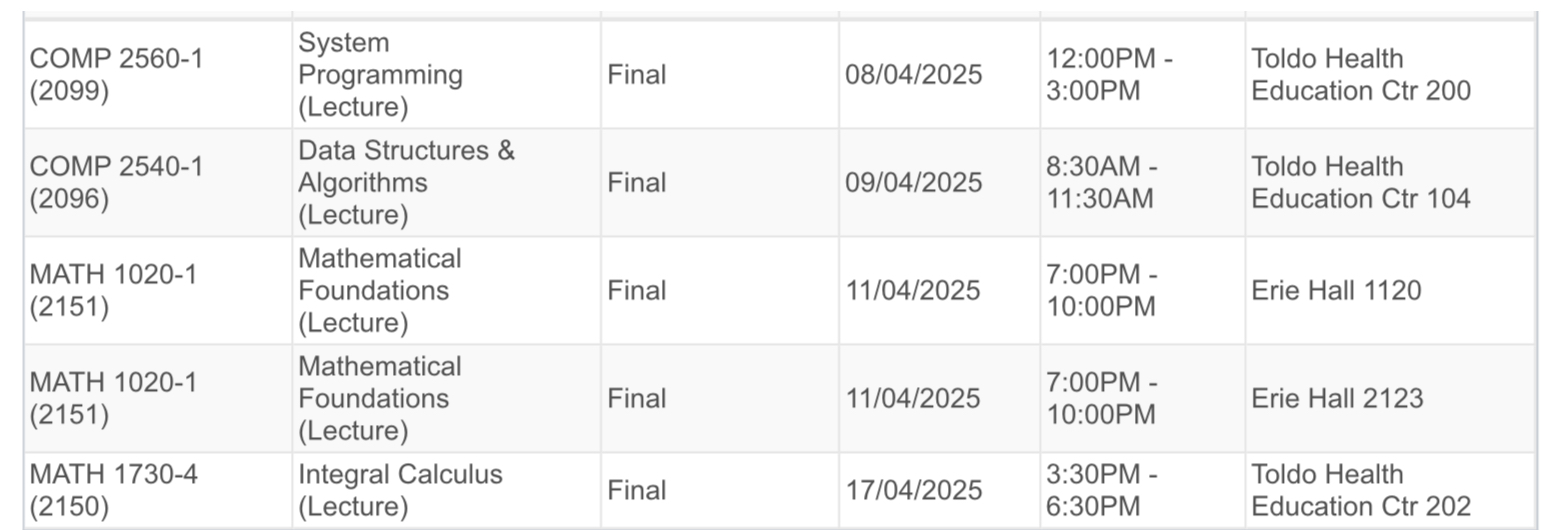 COMP 2560-1
(2099)
System
Programming
(Lecture)
Final
08/04/2025
12:00PM -
3:00PM
Toldo Health
Education Ctr 200
COMP 2540-1
(2096)
Data Structures &
Algorithms
(Lecture)
Final
09/04/2025
8:30AM -
11:30AM
Toldo Health
Education Ctr 104
MATH 1020-1
(2151)
Mathematical
Foundations
(Lecture)
Final
11/04/2025
7:00PM -
10:00PM
Erie Hall 1120
MATH 1020-1
(2151)
Mathematical
Foundations
(Lecture)
Final
11/04/2025
7:00PM -
10:00PM
Erie Hall 2123
MATH 1730-4
(2150)
Integral Calculus
(Lecture)
Final
17/04/2025
3:30PM -
6:30PM
Toldo Health
Education Ctr 202